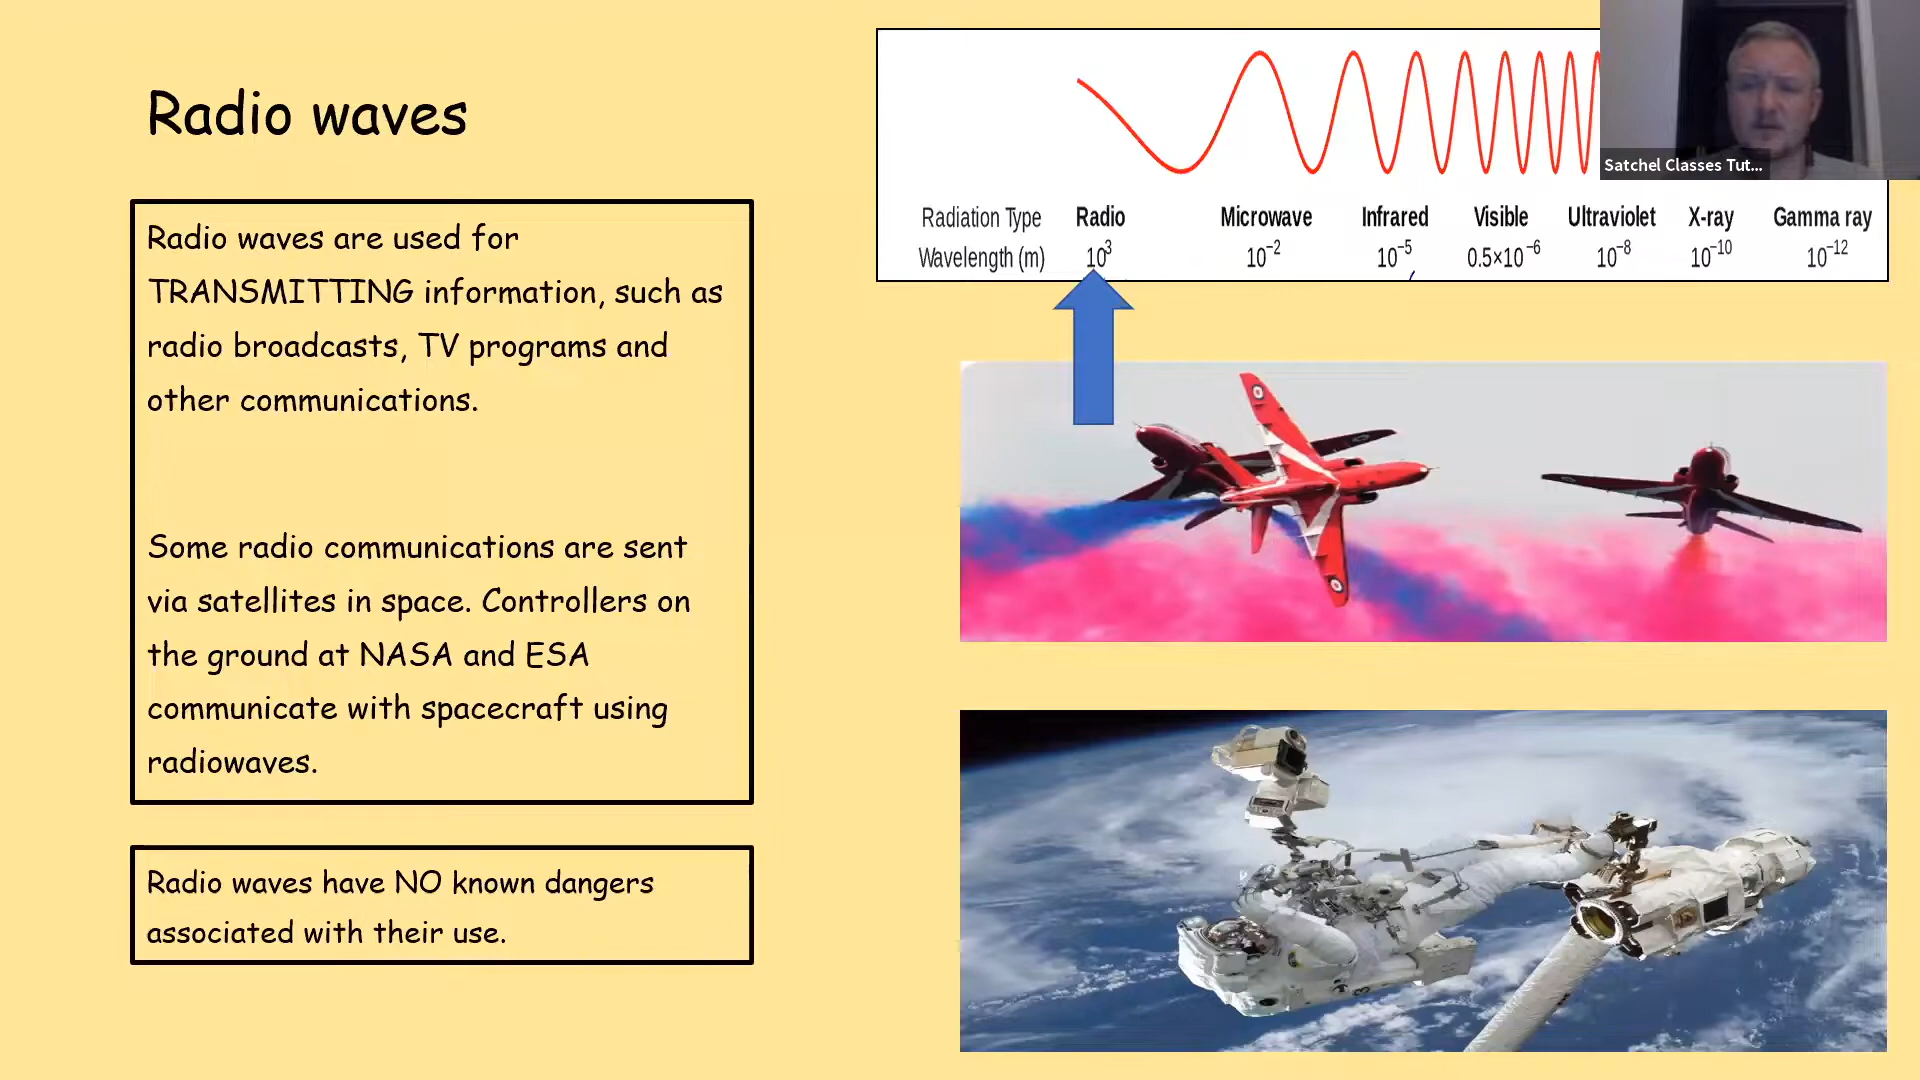 Radio waves
Radio waves are used for
TRANSMITTING information, such as
radio broadcasts, TV programs and
other communications.
Some radio communications are sent
via satellites in space. Controllers on
the ground at NASA and ESA
communicate with spacecraft using
radiowaves.
Radio waves have NO known dangers
associated with their use.
Satchel Classes Tut...
Radiation Type Radio Microwave Infrared Visible Ultraviolet X-ray Gamma ray
Wavelength (m) 10³ 10⁻² 10⁻⁵ 0.5×10⁻⁶ 10⁻⁸ 10⁻¹⁰ 10⁻¹²